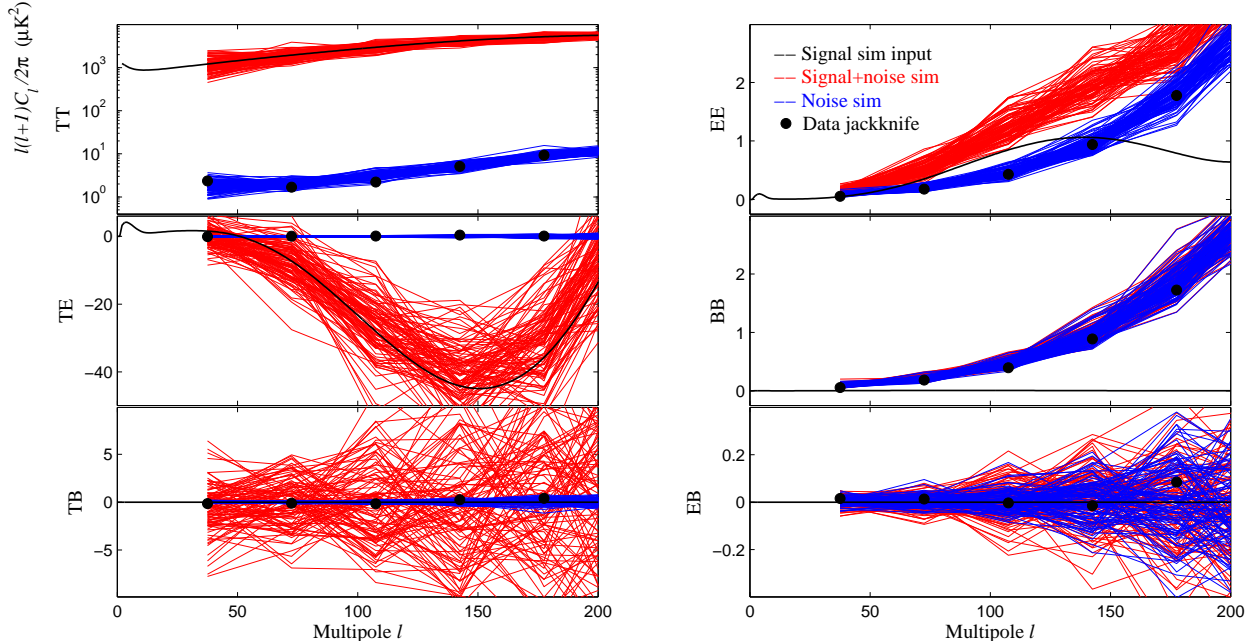 l(l+1)C_l/2π (μK²)
TT
10³
10²
10¹
10⁰
TE
0
−20
−40
TB
5
0
−5
0 50 100 150 200
Multipole l
EE
2
1
0
Signal sim input
Signal+noise sim
Noise sim
Data jackknife
BB
2
1
0
EB
0.2
0
−0.2
0 50 100 150 200
Multipole l